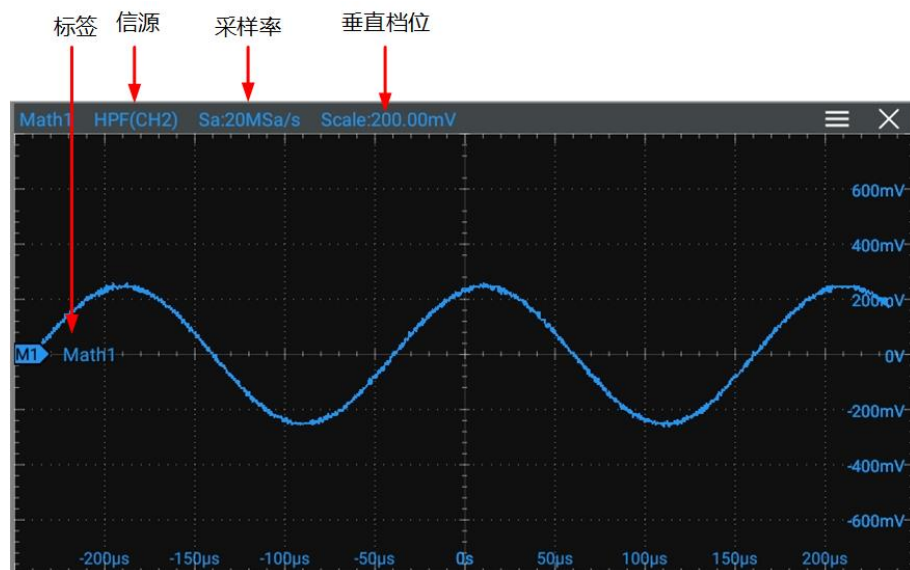 标签 信源 采样率 垂直档位
Math1 HPF(CH2) Sa:20MSa/s Scale:200.00mV
600mV
400mV
200mV
M1 Math1 0V
-200mV
-400mV
-600mV
-200μs -150μs -100μs -50μs 0s 50μs 100μs 150μs 200μs